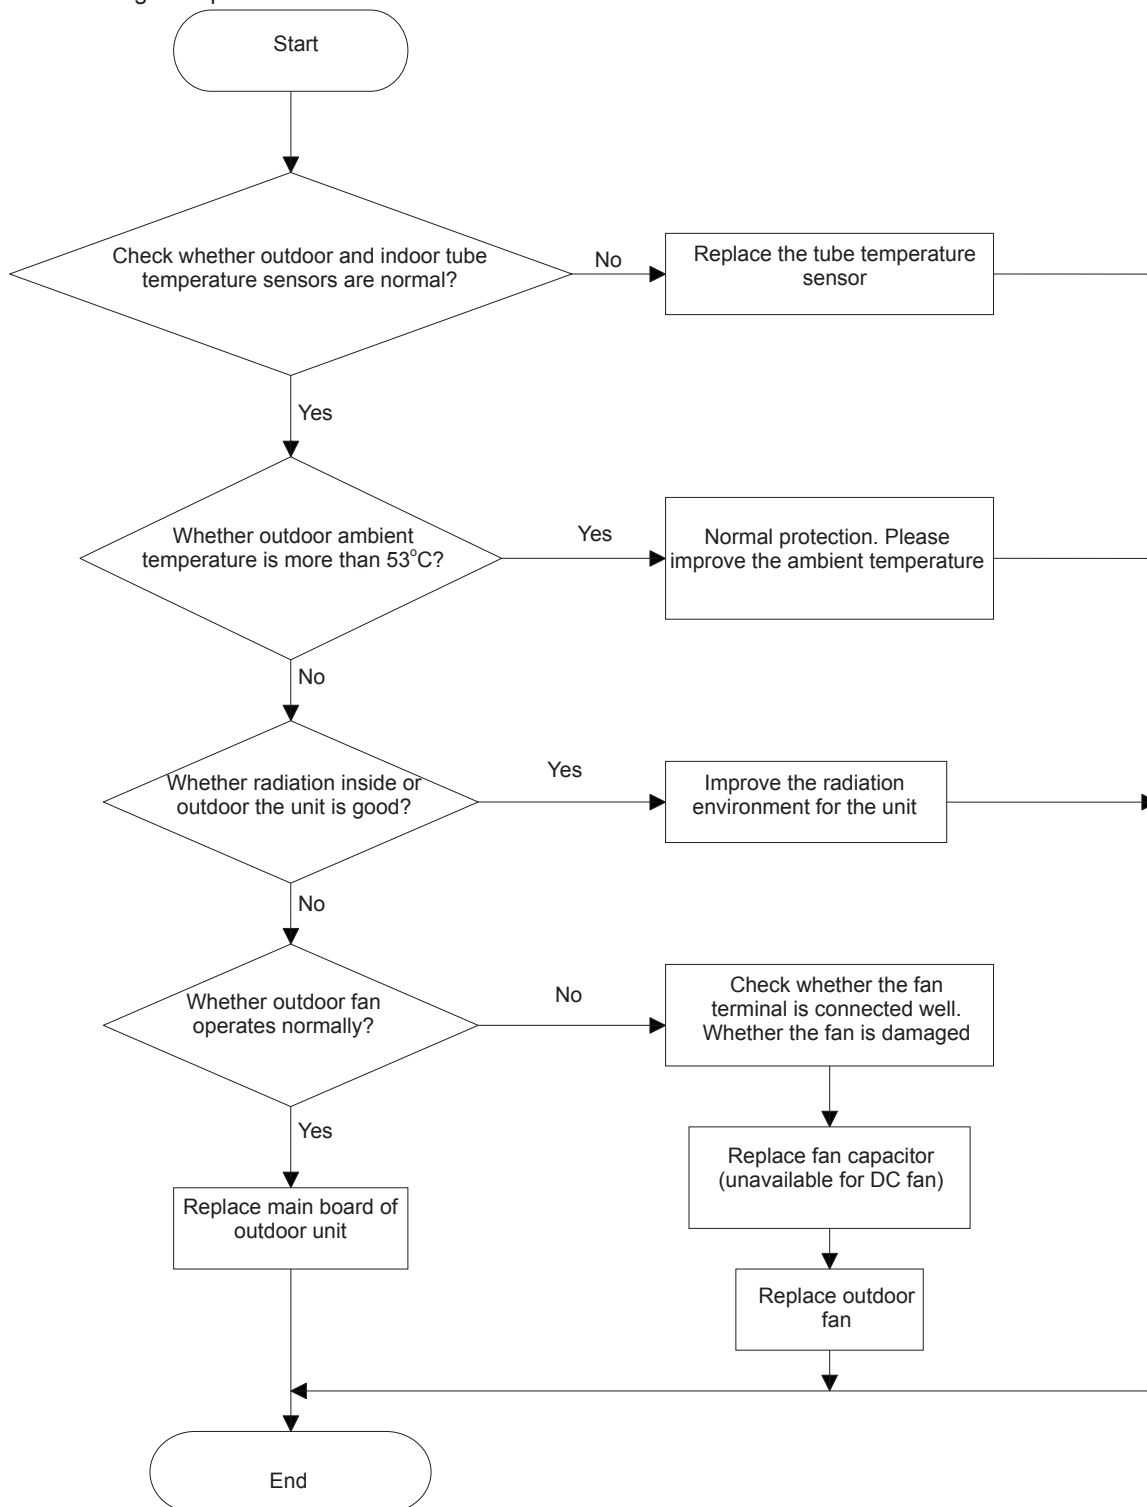 Start
Check whether outdoor and indoor tube
temperature sensors are normal?
No
Replace the tube temperature
sensor
Yes
Whether outdoor ambient
temperature is more than 53°C?
Yes
Normal protection. Please
improve the ambient temperature
No
Whether radiation inside or
outdoor the unit is good?
Yes
Improve the radiation
environment for the unit
No
Whether outdoor fan
operates normally?
No
Check whether the fan
terminal is connected well.
Whether the fan is damaged
Yes
Replace fan capacitor
(unavailable for DC fan)
Replace main board of
outdoor unit
Replace outdoor
fan
End